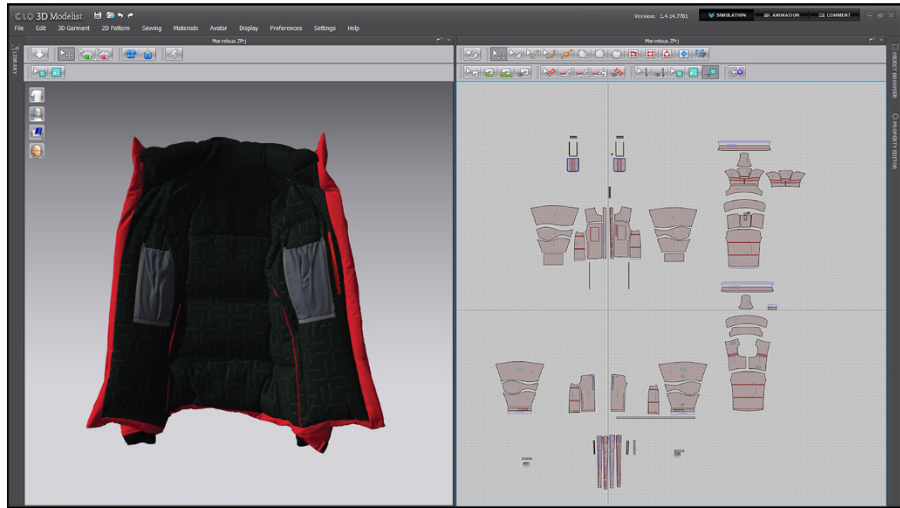 CLO 3D Modelist
Version: 1.4.14.7701
SIMULATION
ANIMATION
COMMENT
File Edit 3D Garment 2D Pattern Sewing Materials Avatar Display Preferences Settings Help
Marvelous.ZPrj
Marvelous.ZPrj
LIBRARY
OBJECT BROWSER
PROPERTY EDITOR